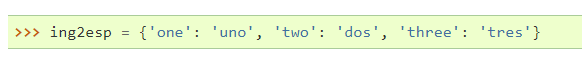 >>> ing2esp = {'one': 'uno', 'two': 'dos', 'three': 'tres'}